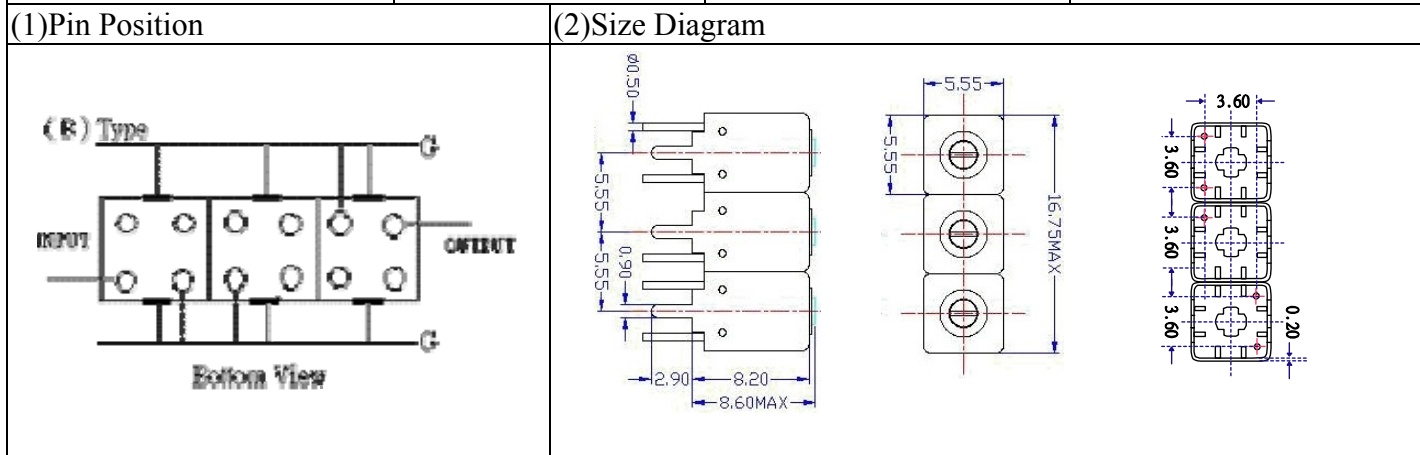 (1)Pin Position
(2)Size Diagram
(B) Type
G
INPUT
OUTPUT
G
Bottom View
Ø0.50
5.55
5.55
0.90
2.90
8.20
8.60MAX
5.55
5.55
16.75MAX
3.60
3.60
3.60
3.60
0.20